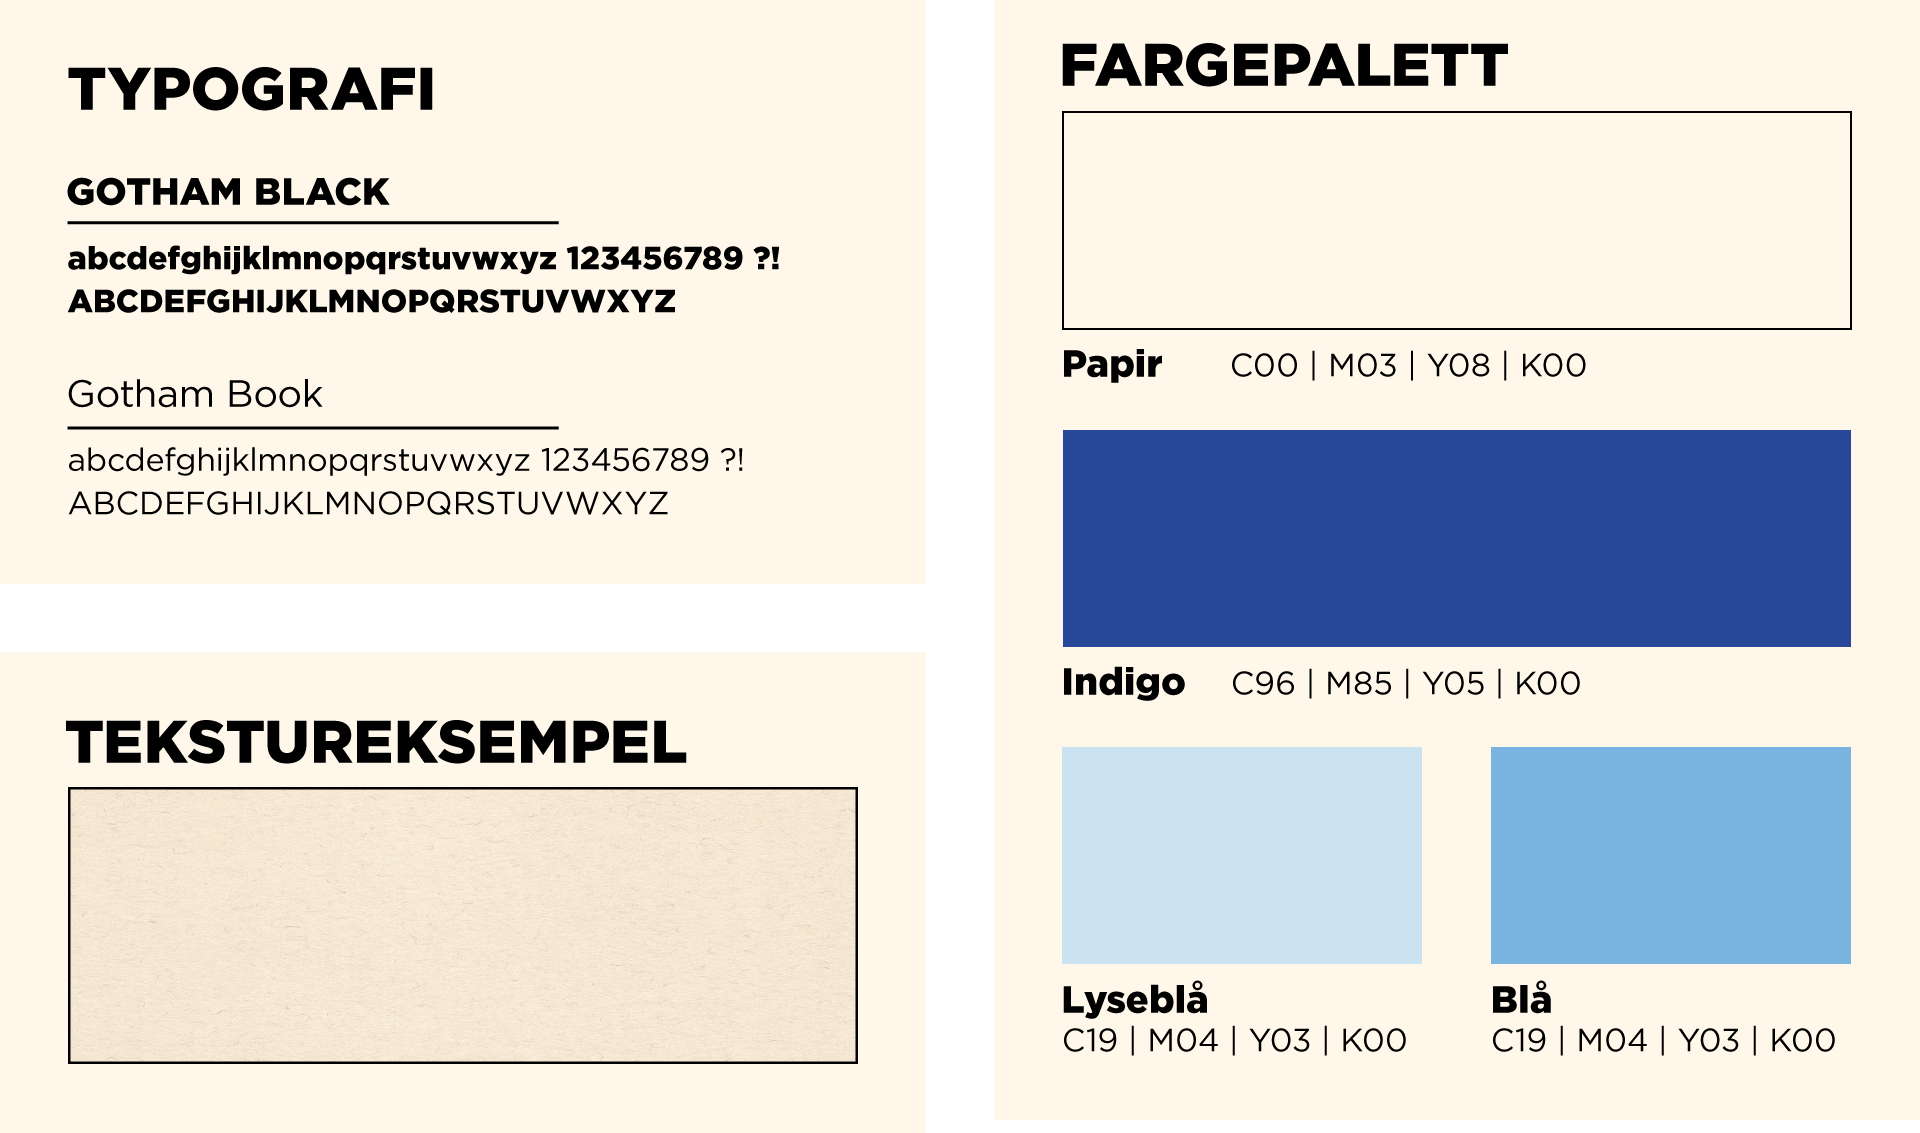 TYPOGRAFI
GOTHAM BLACK
abcdefghijklmnopqrstuvwxyz 123456789 ?!
ABCDEFGHIJKLMNOPQRSTUVWXYZ
Gotham Book
abcdefghijklmnopqrstuvwxyz 123456789 ?!
ABCDEFGHIJKLMNOPQRSTUVWXYZ
TEKSTUREKSEMPEL
FARGEPALETT
Papir C00 | M03 | Y08 | K00
Indigo C96 | M85 | Y05 | K00
Lyseblå
C19 | M04 | Y03 | K00
Blå
C19 | M04 | Y03 | K00